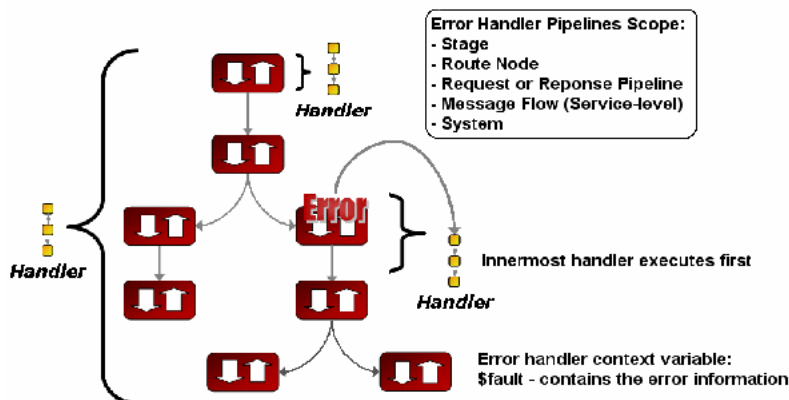 Error Handler Pipelines Scope:
- Stage
- Route Node
- Request or Reponse Pipeline
- Message Flow (Service-level)
- System
Handler
Error
Handler
Innermost handler executes first
Handler
Error handler context variable:
$fault - contains the error information